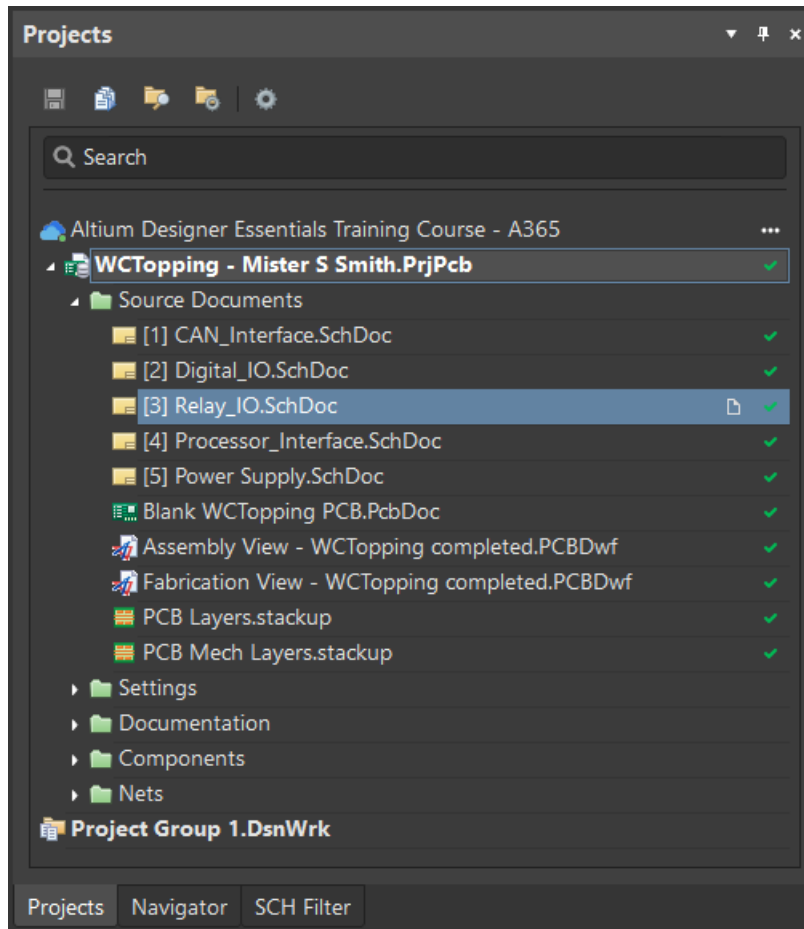 Projects
Search
Altium Designer Essentials Training Course - A365
WCTopping - Mister S Smith.PrjPcb
Source Documents
[1] CAN_Interface.SchDoc
[2] Digital_IO.SchDoc
[3] Relay_IO.SchDoc
[4] Processor_Interface.SchDoc
[5] Power Supply.SchDoc
Blank WCTopping PCB.PcbDoc
Assembly View - WCTopping completed.PCBDwf
Fabrication View - WCTopping completed.PCBDwf
PCB Layers.stackup
PCB Mech Layers.stackup
Settings
Documentation
Components
Nets
Project Group 1.DsnWrk
Projects Navigator SCH Filter